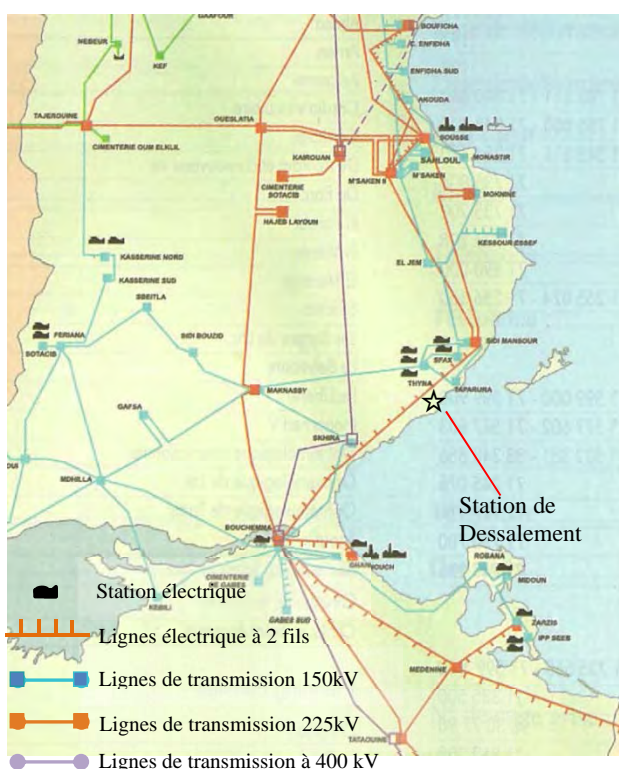 BOUFICHA
C. ENFIDHA
NEBEUR
KEF
ENFIDHA SUD
AKOUDA
TAJEROUINE
OUESLATIA
SOUSSE
CIMENTERIE OUM ELKLIL
KAIROUAN
SAHLOUL
MONASTIR
M'SAKEN II
M'SAKEN
CIMENTERIE
SOTACIB
MOKNINE
HAJEB LAYOUN
KESSOUR ESSEF
KASSERINE NORD
EL JEM
KASSERINE SUD
SBEITLA
FERIANA
SIDI BOUZID
SIDI MANSOUR
SOTACIB
SFAX
THYNA
MAKNASSY
TAPARURA
GAFSA
SKHIRA
MDHILLA
Station de
Dessalement
BOUCHEMMA
GHANNOUCH
ROBANA
CIMENTERIE
DE GABES
MIDOUN
KEBILI
Station électrique
GABES SUD
ZARZIS
IPP SEEB
Lignes électrique à 2 fils
MEDENINE
Lignes de transmission 150kV
Lignes de transmission 225kV
TATAOUINE
Lignes de transmission à 400 kV